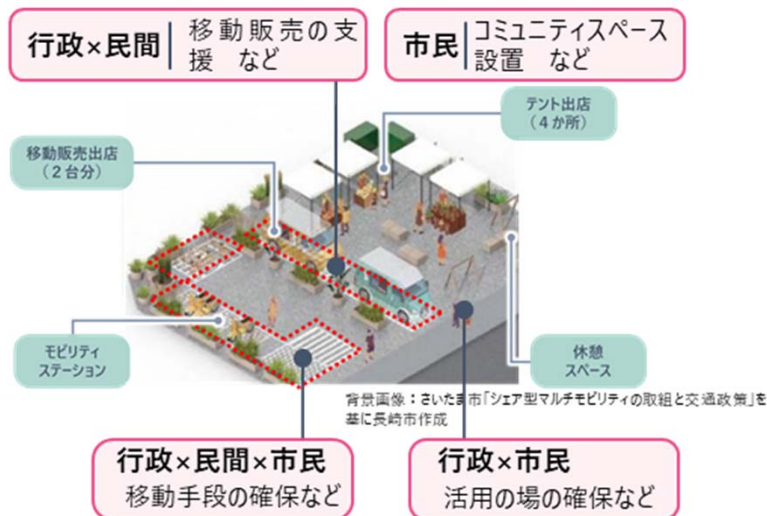 行政×民間 移動販売の支
援 など
市民 コミュニティスペース
設置 など
テント出店
(4か所)
移動販売出店
(2台分)
モビリティ
ステーション
休憩
スペース
背景画像:さいたま市「シェア型マルチモビリティの取組と交通政策」を
基に長崎市作成
行政×民間×市民
移動手段の確保など
行政×市民
活用の場の確保など